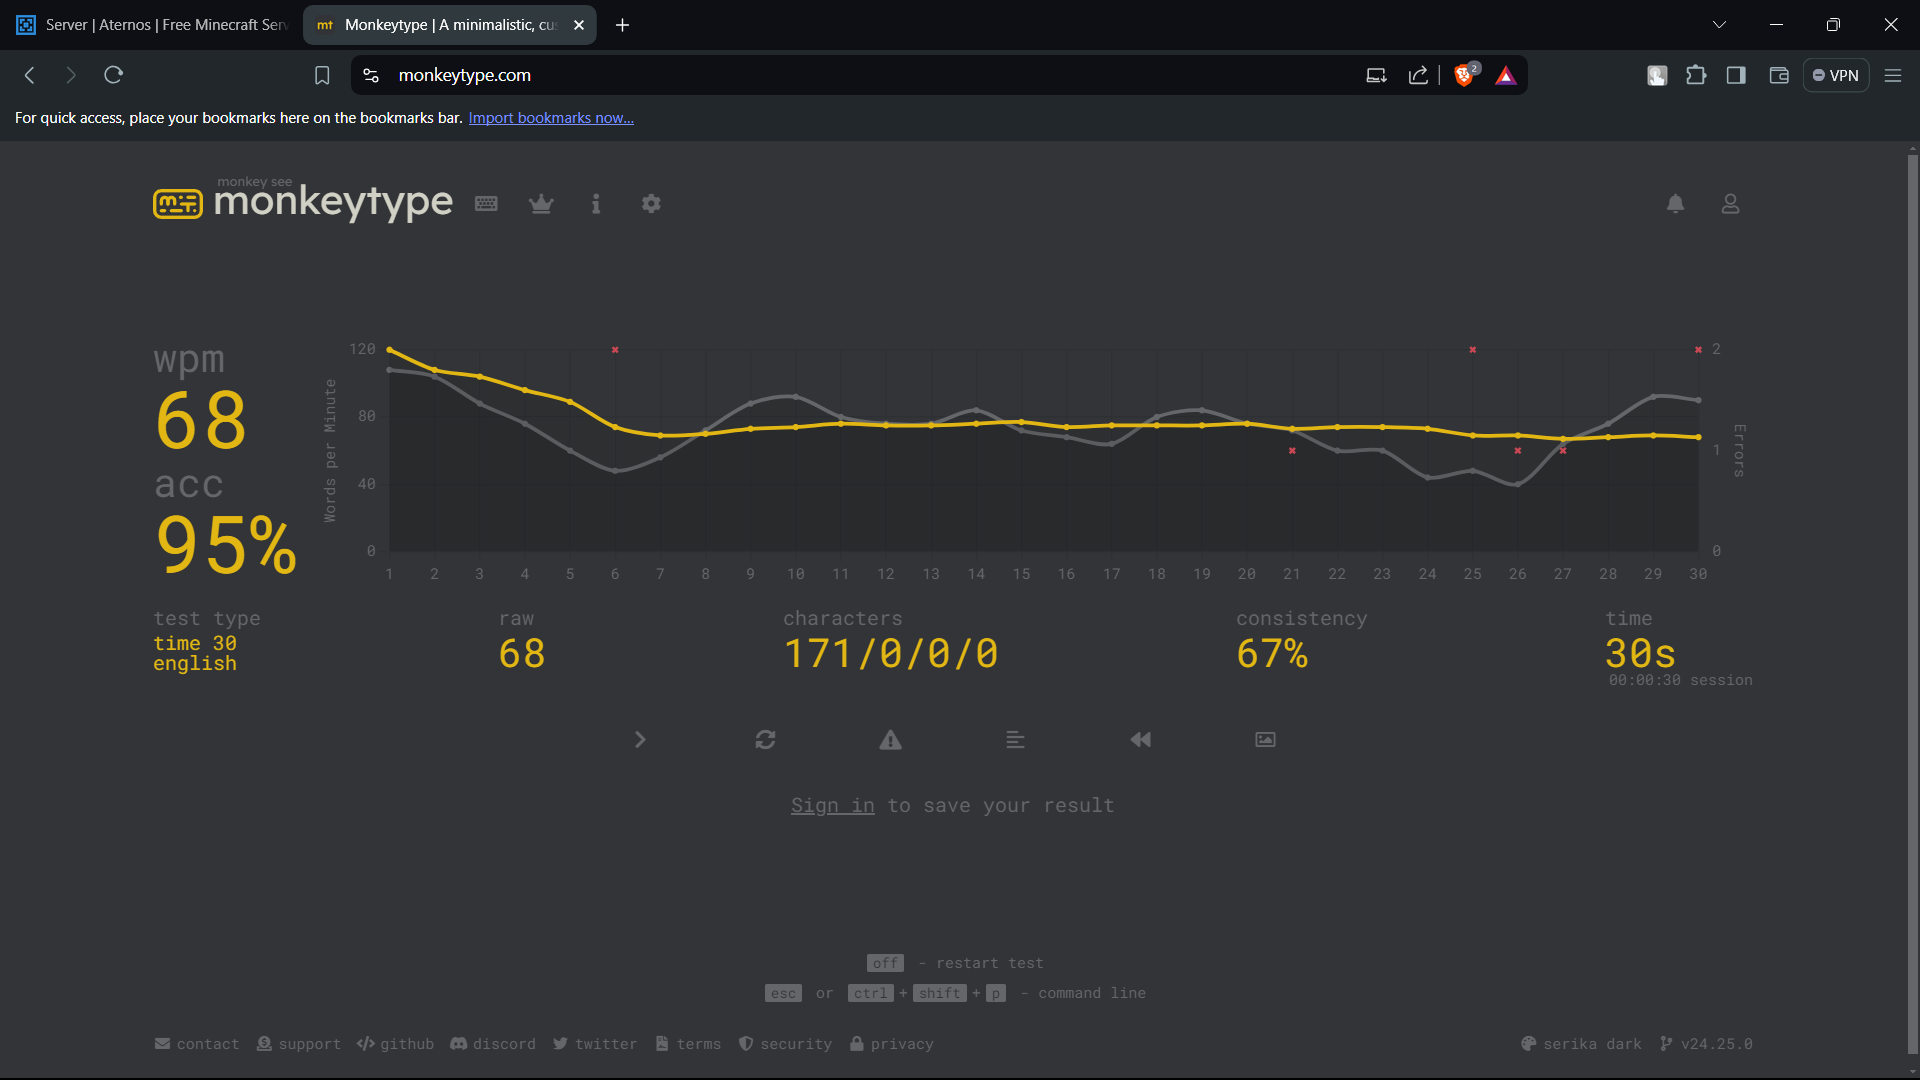 Server | Aternos | Free Minecraft Serv
Monkeytype | A minimalistic, cu
monkeytype.com
2
VPN
For quick access, place your bookmarks here on the bookmarks bar. Import bookmarks now...
monkey see
mt monkeytype
wpm
68
acc
95%
Words per Minute
120
80
40
0
1 2 3 4 5 6 7 8 9 10 11 12 13 14 15 16 17 18 19 20 21 22 23 24 25 26 27 28 29 30
2
1
0
Errors
test type
time 30
english
raw
68
characters
171/0/0/0
consistency
67%
time
30s
00:00:30 session
Sign in to save your result
off - restart test
esc or ctrl + shift + p - command line
contact support github discord twitter terms security privacy
serika dark v24.25.0